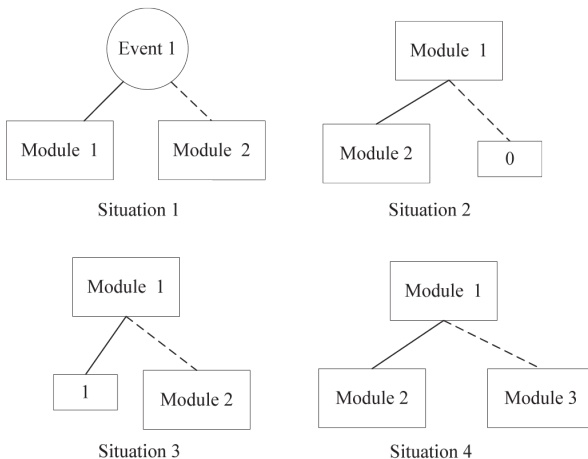 Event 1
Module 1
Module 2
Situation 1
Module 1
Module 2
0
Situation 2
Module 1
1
Module 2
Situation 3
Module 1
Module 2
Module 3
Situation 4